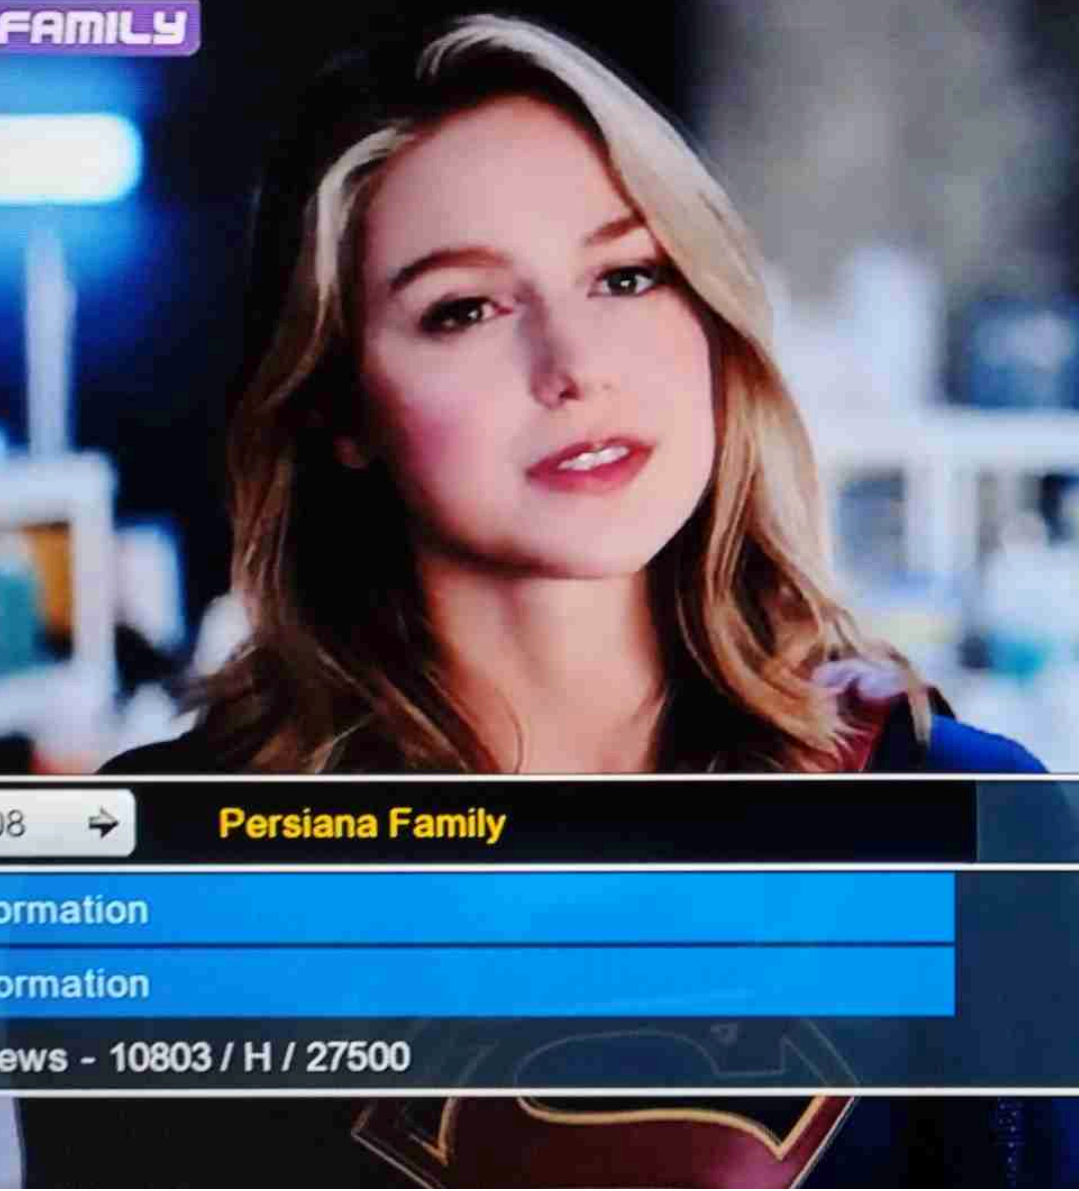 FAMILY
08
Persiana Family
ormation
ormation
ews - 10803 / H / 27500